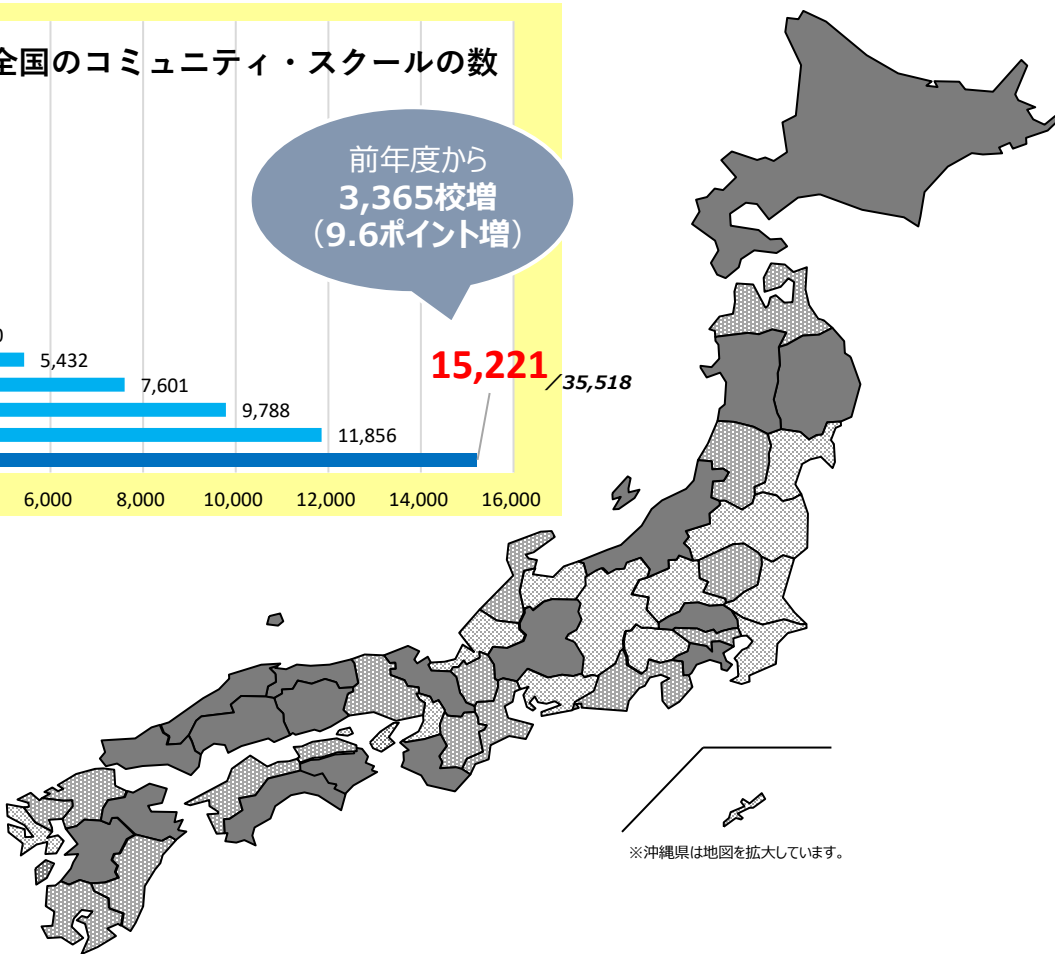 全国のコミュニティ・スクールの数
前年度から
3,365校増
（9.6ポイント増）
0
5,432
15,221／35,518
7,601
9,788
11,856
6,000 8,000 10,000 12,000 14,000 16,000
※沖縄県は地図を拡大しています。